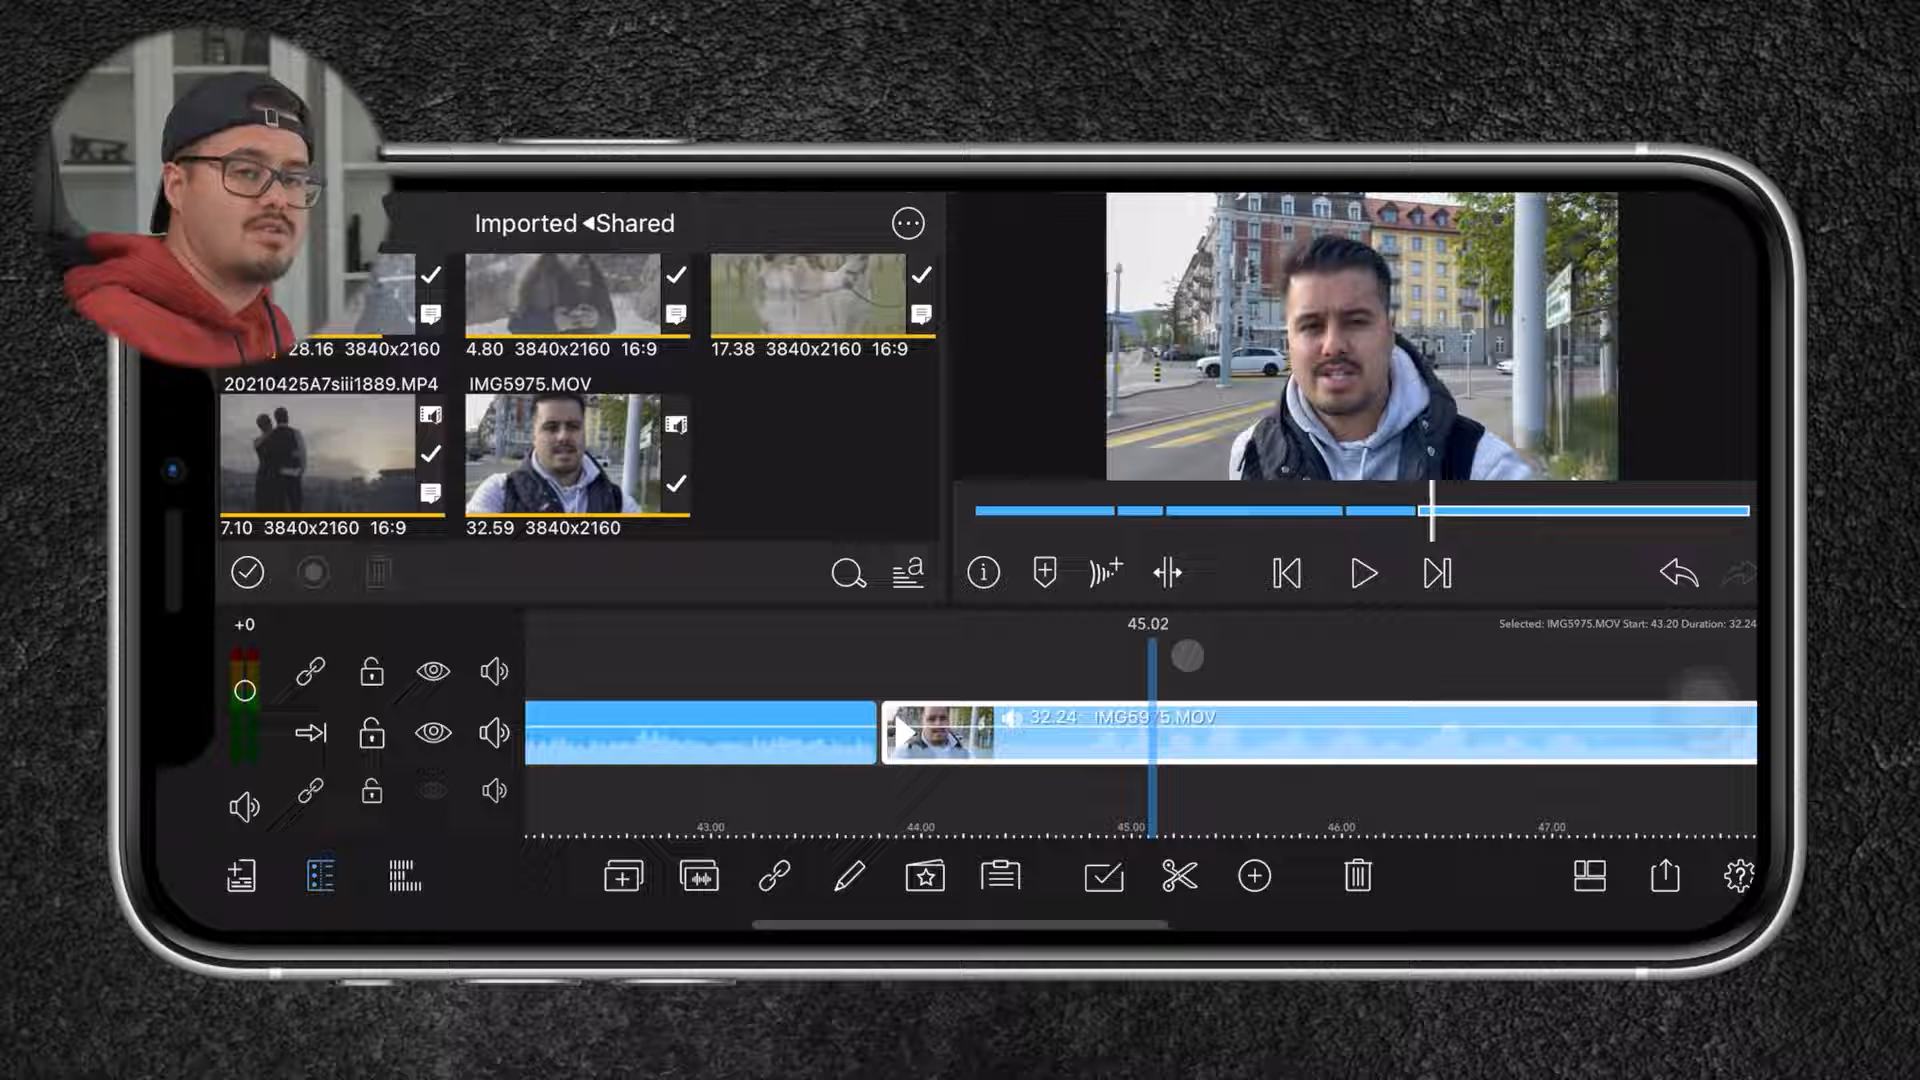 Imported ◂Shared
28.16 3840x2160
4.80 3840x2160 16:9
17.38 3840x2160 16:9
20210425A7siii1889.MP4
IMG5975.MOV
7.10 3840x2160 16:9
32.59 3840x2160
+0
45.02
Selected: IMG5975.MOV Start: 43.20 Duration: 32.24
32.24 IMG5975.MOV
43.00
44.00
45.00
46.00
47.00